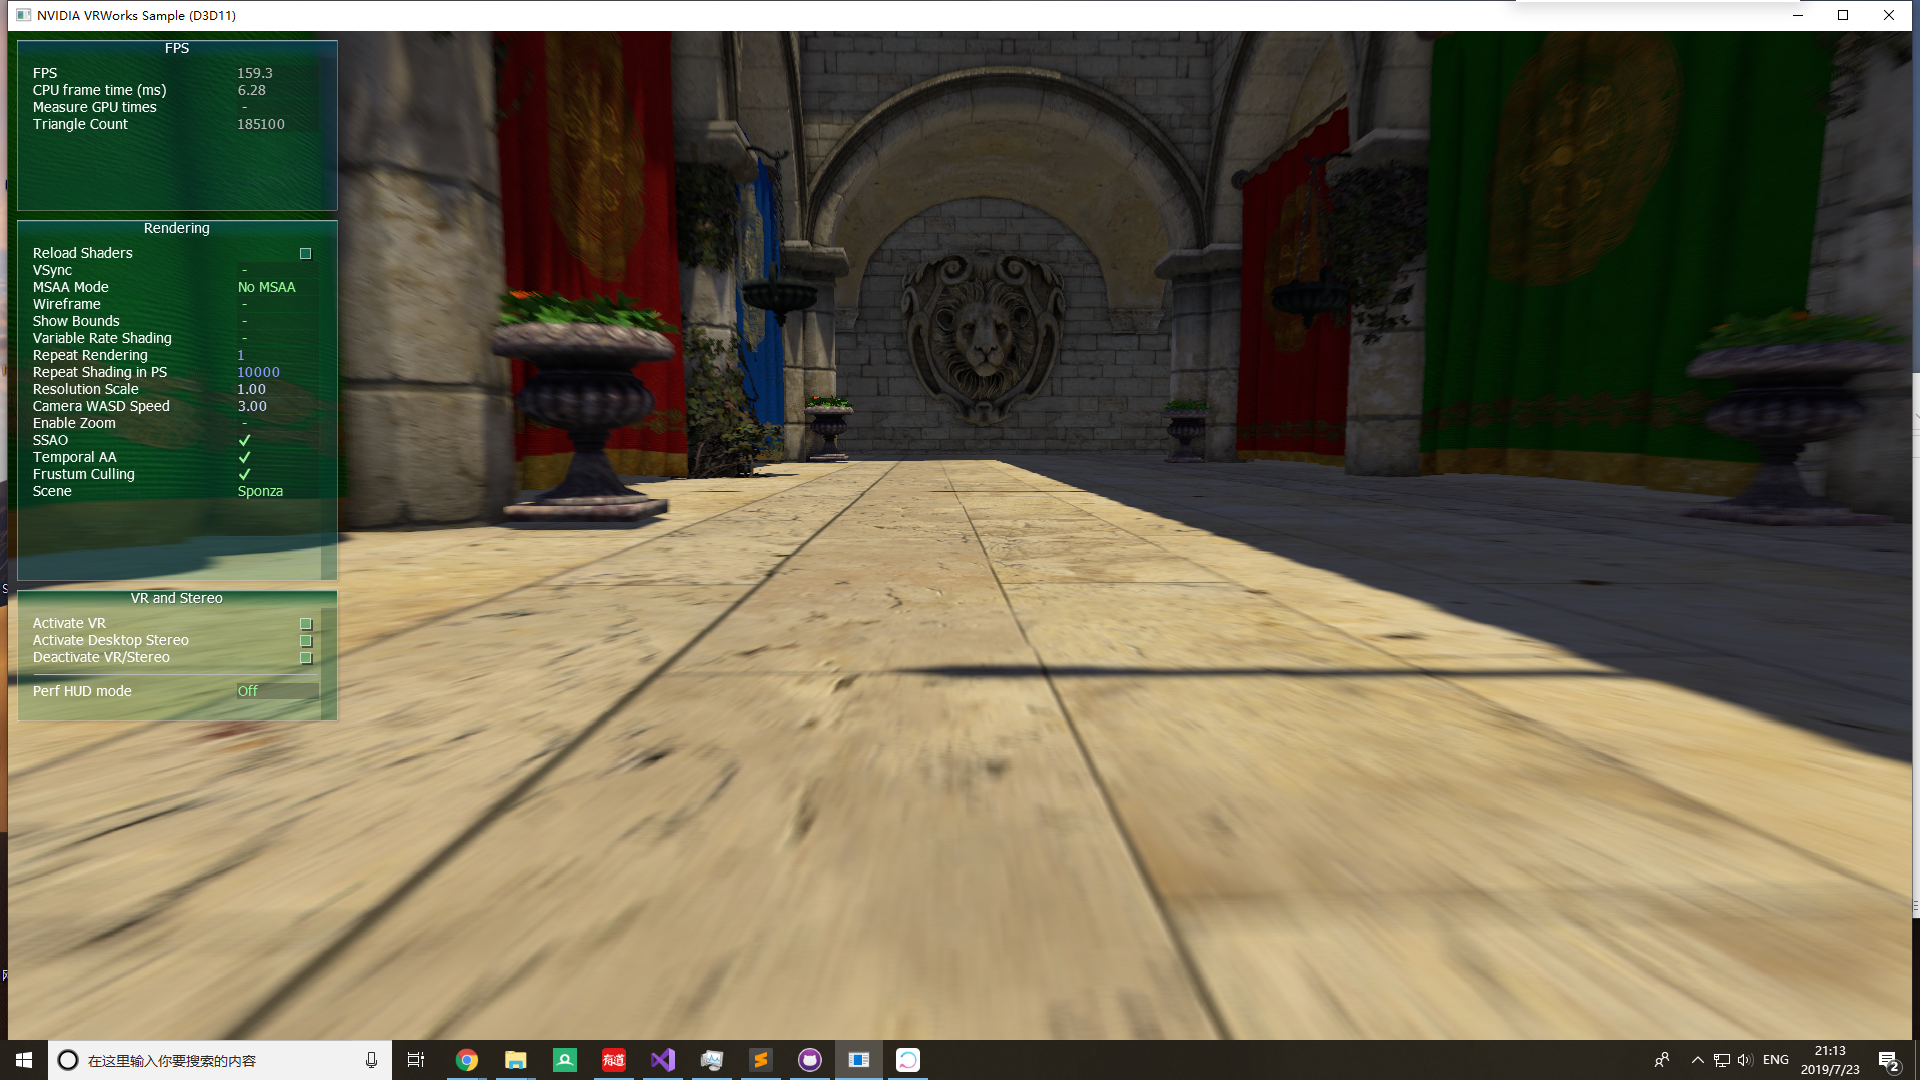 NVIDIA VRWorks Sample (D3D11)
FPS
FPS 159.3
CPU frame time (ms) 6.28
Measure GPU times -
Triangle Count 185100
Rendering
Reload Shaders
VSync -
MSAA Mode No MSAA
Wireframe -
Show Bounds -
Variable Rate Shading -
Repeat Rendering 1
Repeat Shading in PS 10000
Resolution Scale 1.00
Camera WASD Speed 3.00
Enable Zoom -
SSAO ✓
Temporal AA ✓
Frustum Culling ✓
Scene Sponza
VR and Stereo
Activate VR
Activate Desktop Stereo
Deactivate VR/Stereo
Perf HUD mode Off
在这里输入你要搜索的内容
有道
ENG
21:13
2019/7/23
2